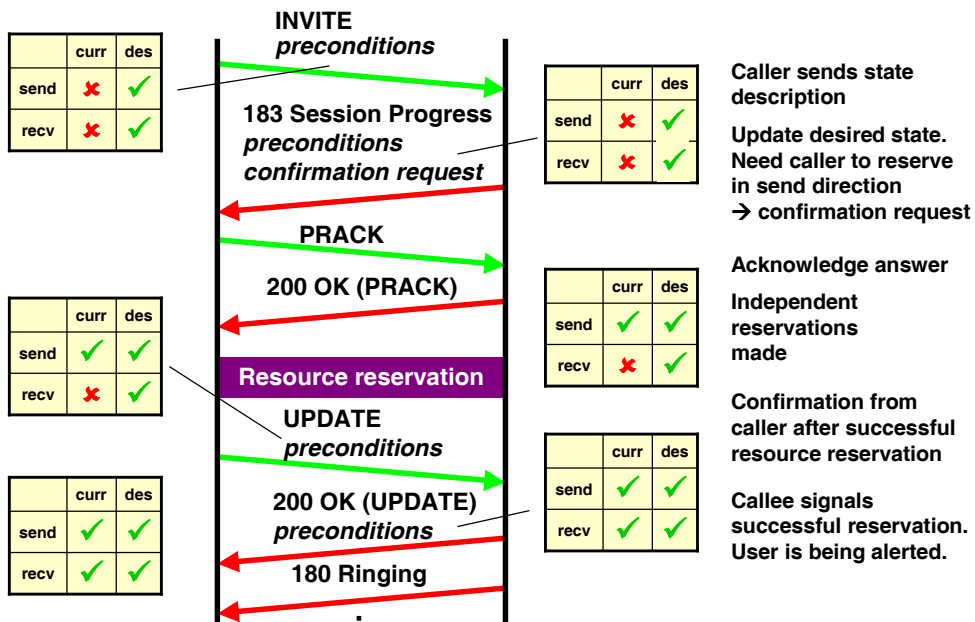 INVITE
preconditions
curr des
send
recv
curr des
send
recv
Caller sends state
description
183 Session Progress
preconditions
confirmation request
Update desired state.
Need caller to reserve
in send direction
→ confirmation request
PRACK
Acknowledge answer
200 OK (PRACK)
curr des
send
recv
curr des
send
recv
Independent
reservations
made
Resource reservation
UPDATE
preconditions
Confirmation from
caller after successful
resource reservation
curr des
send
recv
curr des
send
recv
200 OK (UPDATE)
preconditions
Callee signals
successful reservation.
User is being alerted.
180 Ringing
.